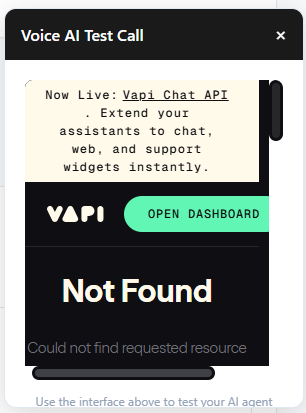 Voice AI Test Call ×
Now Live: Vapi Chat API
. Extend your
assistants to chat,
web, and support
widgets instantly.
VAPI
OPEN DASHBOARD
Not Found
Could not find requested resource
Use the interface above to test your AI agent